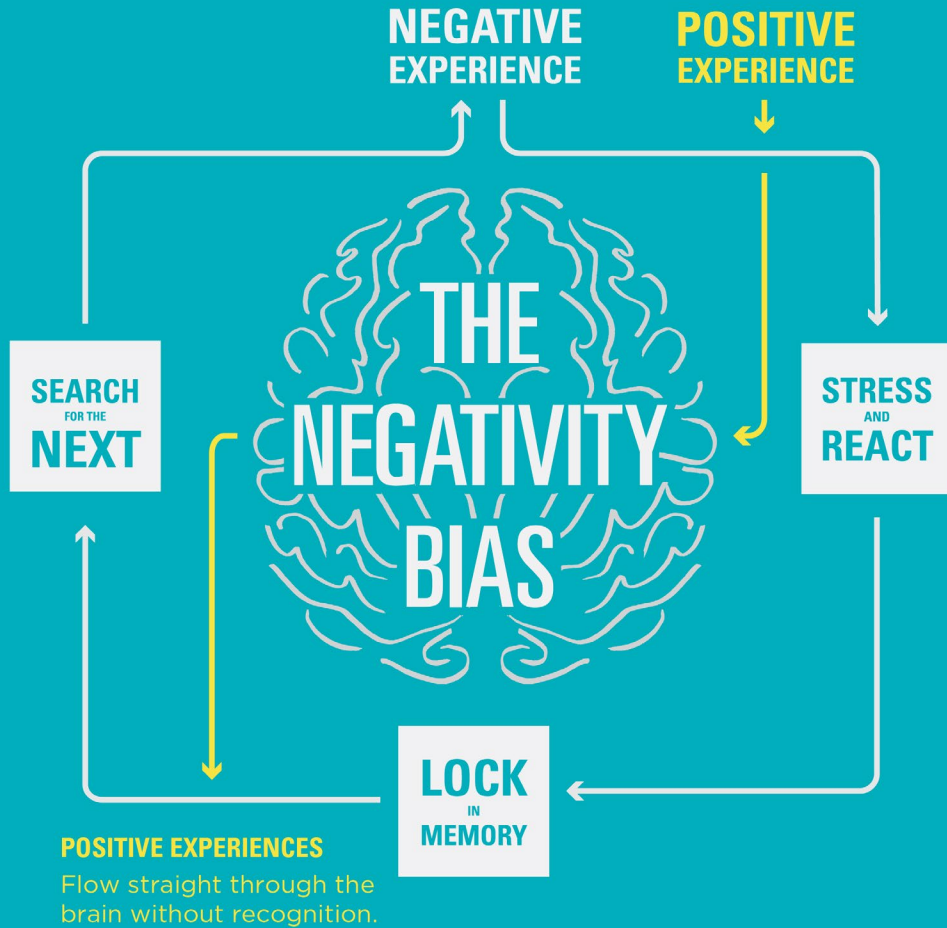 NEGATIVE
EXPERIENCE
POSITIVE
EXPERIENCE
THE
NEGATIVITY
BIAS
SEARCH
FOR THE
NEXT
STRESS
AND
REACT
LOCK
IN
MEMORY
POSITIVE EXPERIENCES
Flow straight through the
brain without recognition.